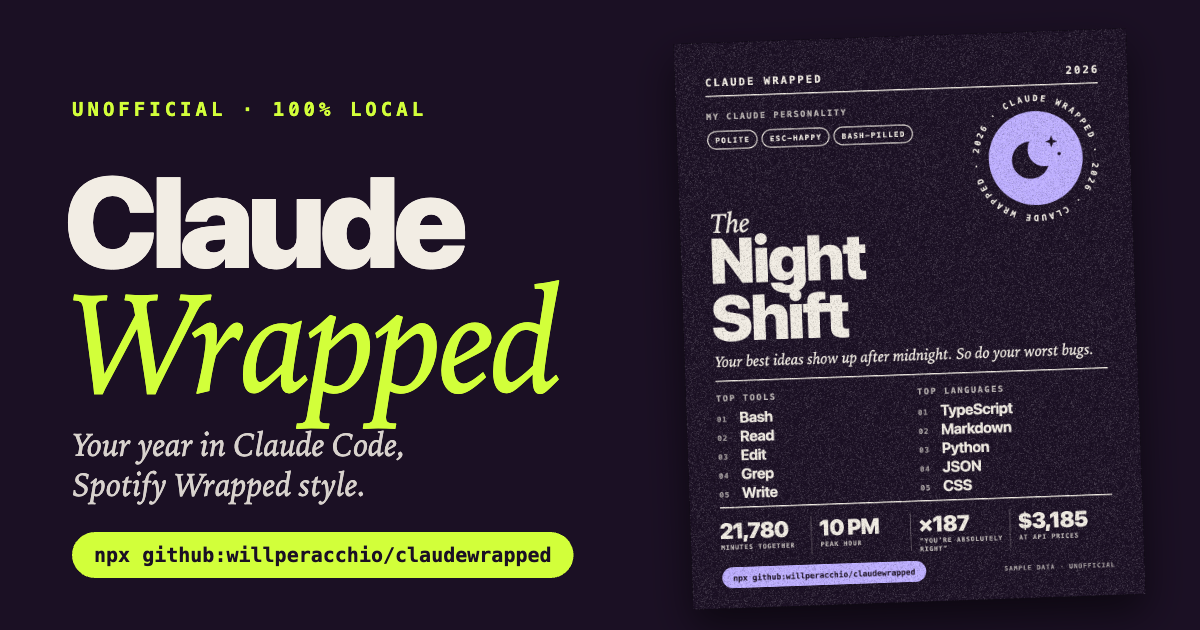 UNOFFICIAL · 100% LOCAL
Claude
Wrapped
Your year in Claude Code,
Spotify Wrapped style.
npx github:willperacchio/claudewrapped
CLAUDE WRAPPED
2026
MY CLAUDE PERSONALITY
POLITE
ESC-HAPPY
BASH-PILLED
CLAUDE WRAPPED · 2026 · CLAUDE WRAPPED · 2026 ·
The
Night
Shift
Your best ideas show up after midnight. So do your worst bugs.
TOP TOOLS
01 Bash
02 Read
03 Edit
04 Grep
05 Write
TOP LANGUAGES
01 TypeScript
02 Markdown
03 Python
04 JSON
05 CSS
21,780
MINUTES TOGETHER
10 PM
PEAK HOUR
×187
"YOU'RE ABSOLUTELY
RIGHT"
$3,185
AT API PRICES
npx github:willperacchio/claudewrapped
SAMPLE DATA · UNOFFICIAL